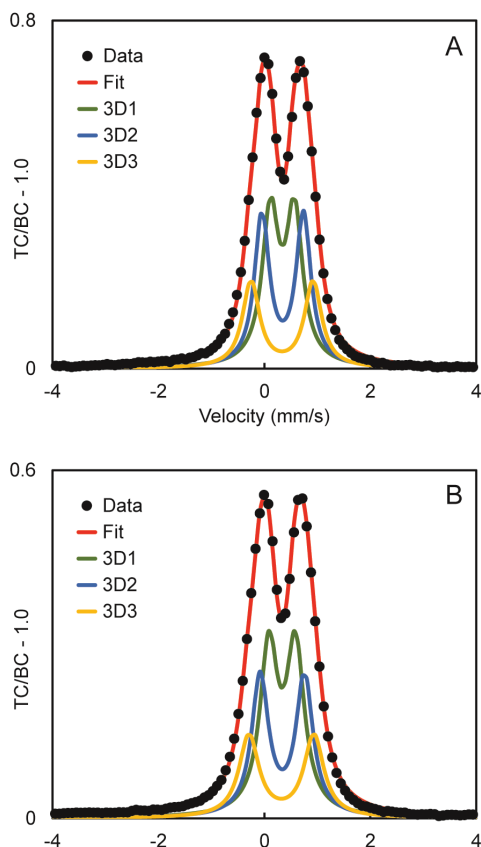 0.8
A
Data
Fit
3D1
3D2
3D3
TC/BC - 1.0
0
-4 -2 0 2 4
Velocity (mm/s)
0.6
B
Data
Fit
3D1
3D2
3D3
TC/BC - 1.0
0
-4 -2 0 2 4